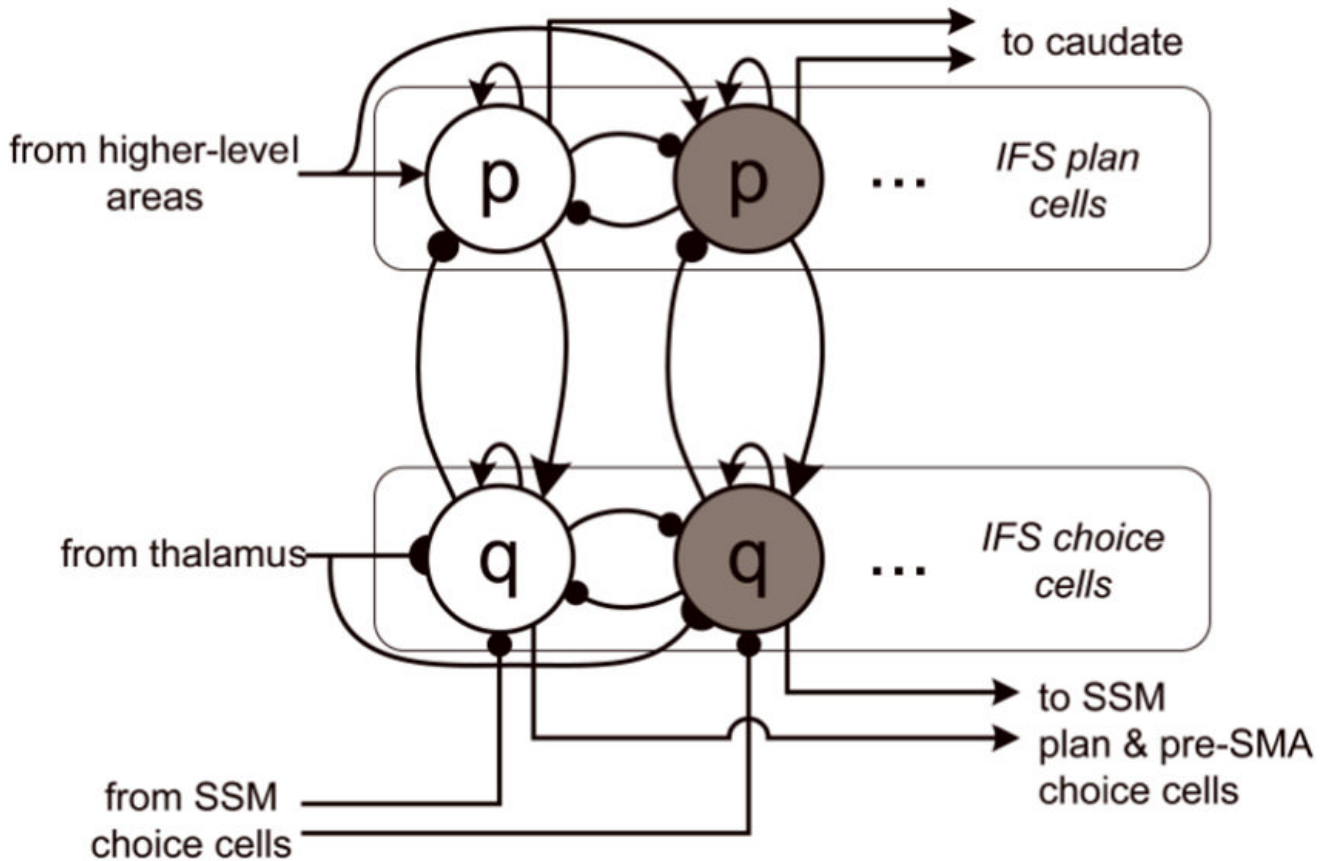 to caudate
from higher-level
areas
p
p
...
IFS plan
cells
from thalamus
q
q
...
IFS choice
cells
to SSM
plan & pre-SMA
choice cells
from SSM
choice cells